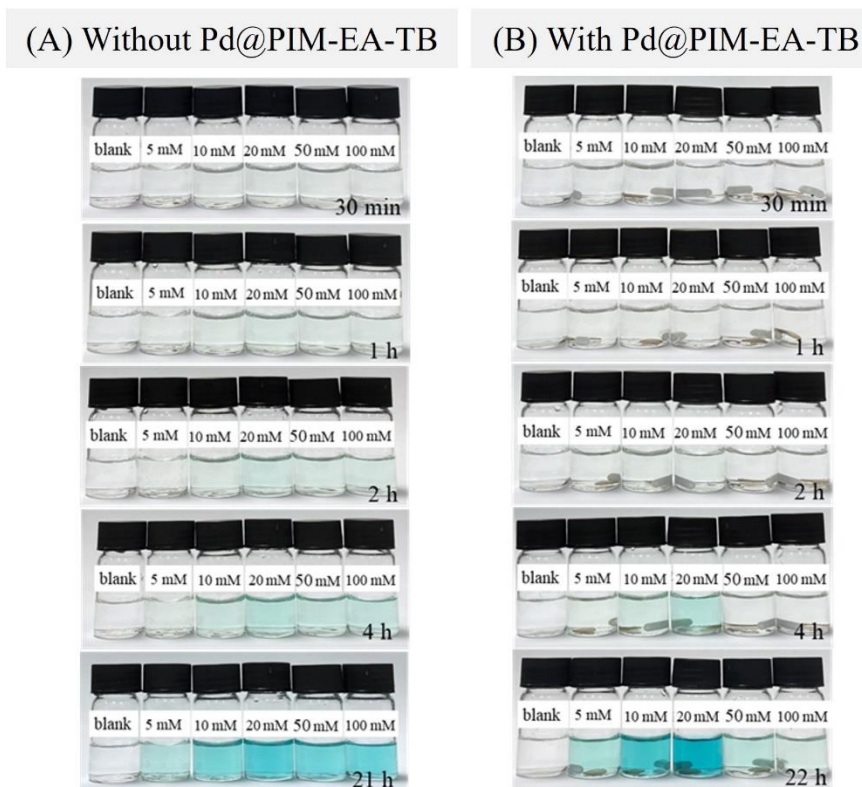 (A) Without Pd@PIM-EA-TB
blank 5 mM 10 mM 20 mM 50 mM 100 mM
30 min
blank 5 mM 10 mM 20 mM 50 mM 100 mM
1 h
blank 5 mM 10 mM 20 mM 50 mM 100 mM
2 h
blank 5 mM 10 mM 20 mM 50 mM 100 mM
4 h
blank 5 mM 10 mM 20 mM 50 mM 100 mM
21 h
(B) With Pd@PIM-EA-TB
blank 5 mM 10 mM 20 mM 50 mM 100 mM
30 min
blank 5 mM 10 mM 20 mM 50 mM 100 mM
1 h
blank 5 mM 10 mM 20 mM 50 mM 100 mM
2 h
blank 5 mM 10 mM 20 mM 50 mM 100 mM
4 h
blank 5 mM 10 mM 20 mM 50 mM 100 mM
22 h